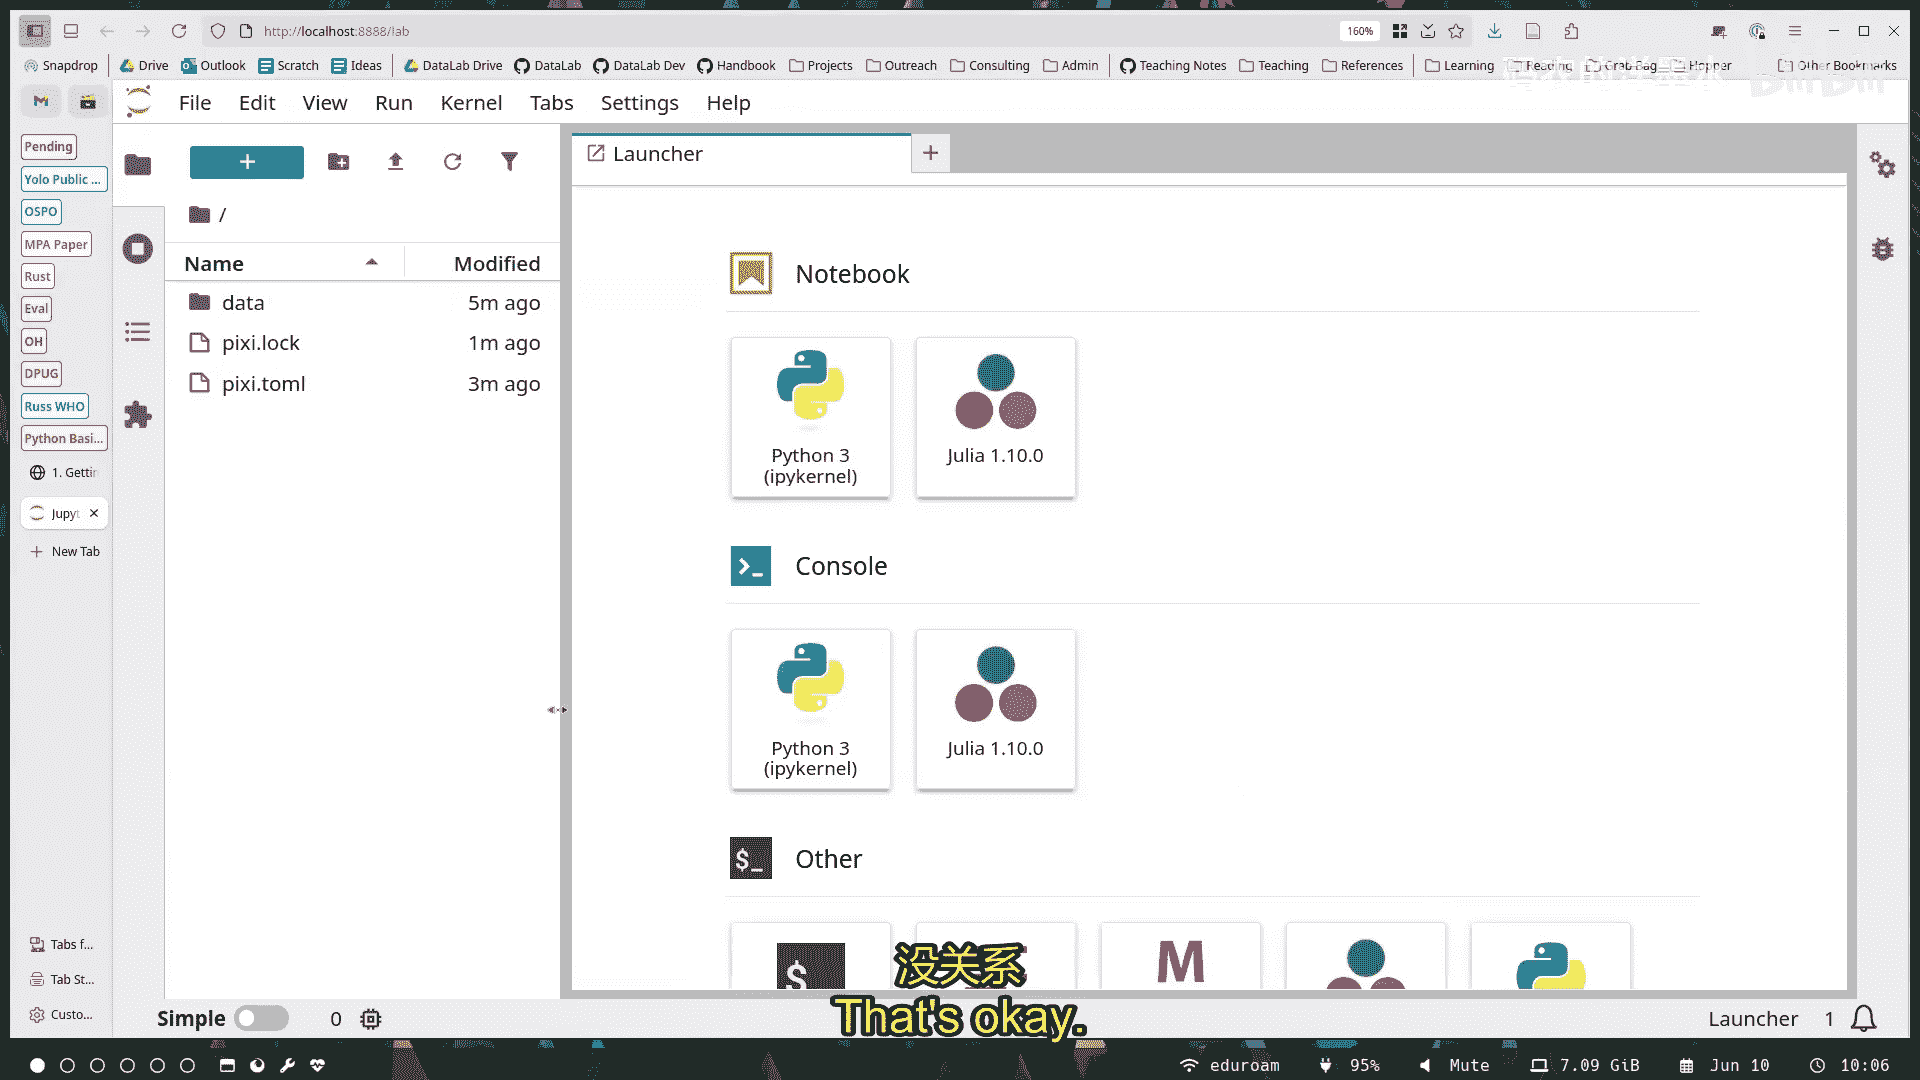 http://localhost:8888/lab
160%
Snapdrop Drive Outlook Scratch Ideas DataLab Drive DataLab DataLab Dev Handbook Projects Outreach Consulting Admin Teaching Notes Teaching References Learning Reading Grab Bag Hopper Other Bookmarks
File Edit View Run Kernel Tabs Settings Help
Pending
Yolo Public ...
OSPO
MPA Paper
Rust
Eval
OH
DPUG
Russ WHO
Python Basi...
1. Gettin
Jupyt
New Tab
Tabs f...
Tab St...
Custo...
+
/
Name Modified
data 5m ago
pixi.lock 1m ago
pixi.toml 3m ago
Launcher
+
Notebook
Python 3
(ipykernel)
Julia 1.10.0
Console
Python 3
(ipykernel)
Julia 1.10.0
$_ Other
$
M
没关系
That's okay.
Simple 0
Launcher 1
eduroam 95% Mute 7.09 GiB Jun 10 10:06